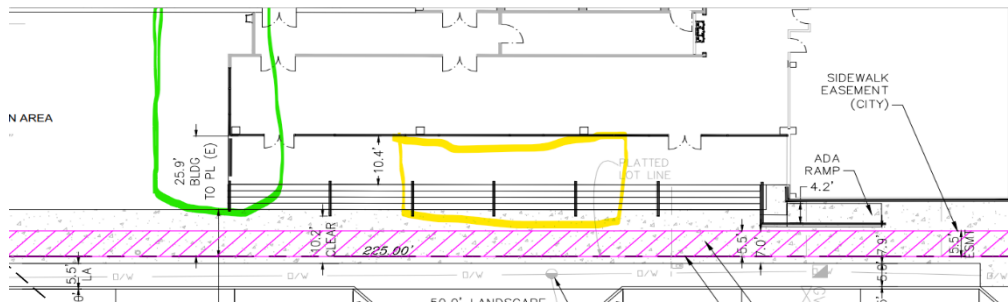 N AREA
SIDEWALK
EASEMENT
(CITY)
25.9'
BLDG
TO PL (E)
10.4'
PLATTED
LOT LINE
ADA
RAMP
4.2'
10.2'
CLEAR
225.00'
5.5'
7.0'
7.9'
5.5'
ESMT
5.5'
LA
5.8'
O/W
O/W
O/W
O/W
O/W
50.0' LANDSCAPE